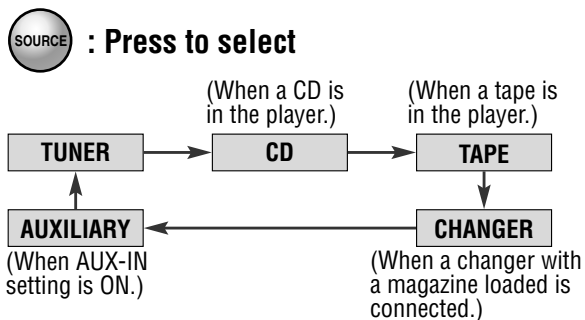 SOURCE : Press to select
(When a CD is
in the player.)
(When a tape is
in the player.)
TUNER
CD
TAPE
AUXILIARY
CHANGER
(When AUX-IN
setting is ON.)
(When a changer with
a magazine loaded is
connected.)